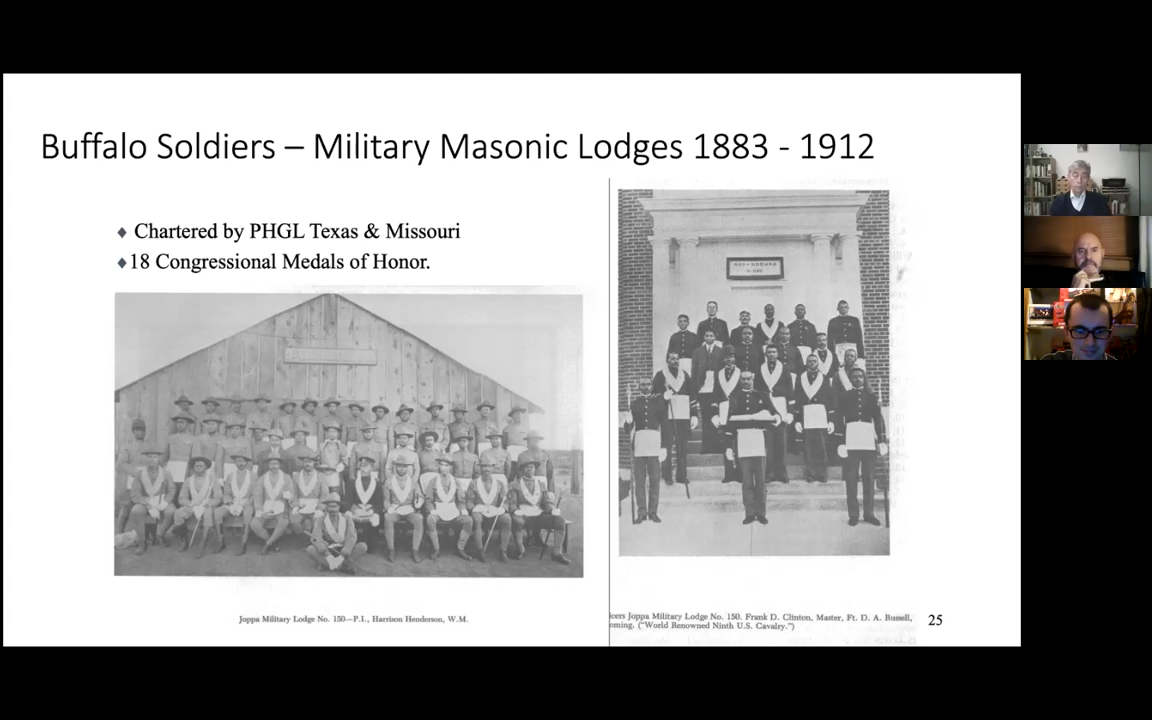 Buffalo Soldiers – Military Masonic Lodges 1883 - 1912
Chartered by PHGL Texas & Missouri
18 Congressional Medals of Honor.
Joppa Military Lodge No. 150—P.I., Harrison Henderson, W.M.
icers Joppa Military Lodge No. 150. Frank D. Clinton, Master, Ft. D. A. Russell,
oming. ("World Renowned Ninth U.S. Cavalry.")
25